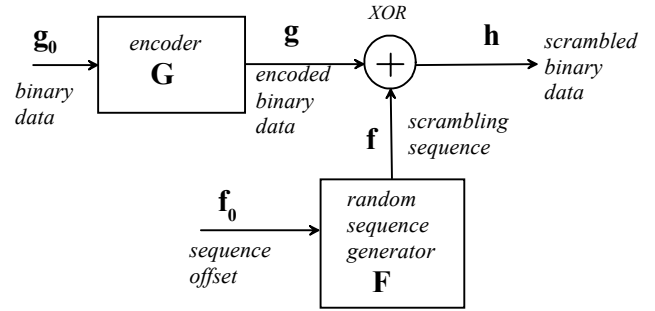 XOR
g₀
encoder
G
g
h
binary
data
encoded
binary
data
+
scrambled
binary
data
f
scrambling
sequence
f₀
sequence
offset
random
sequence
generator
F